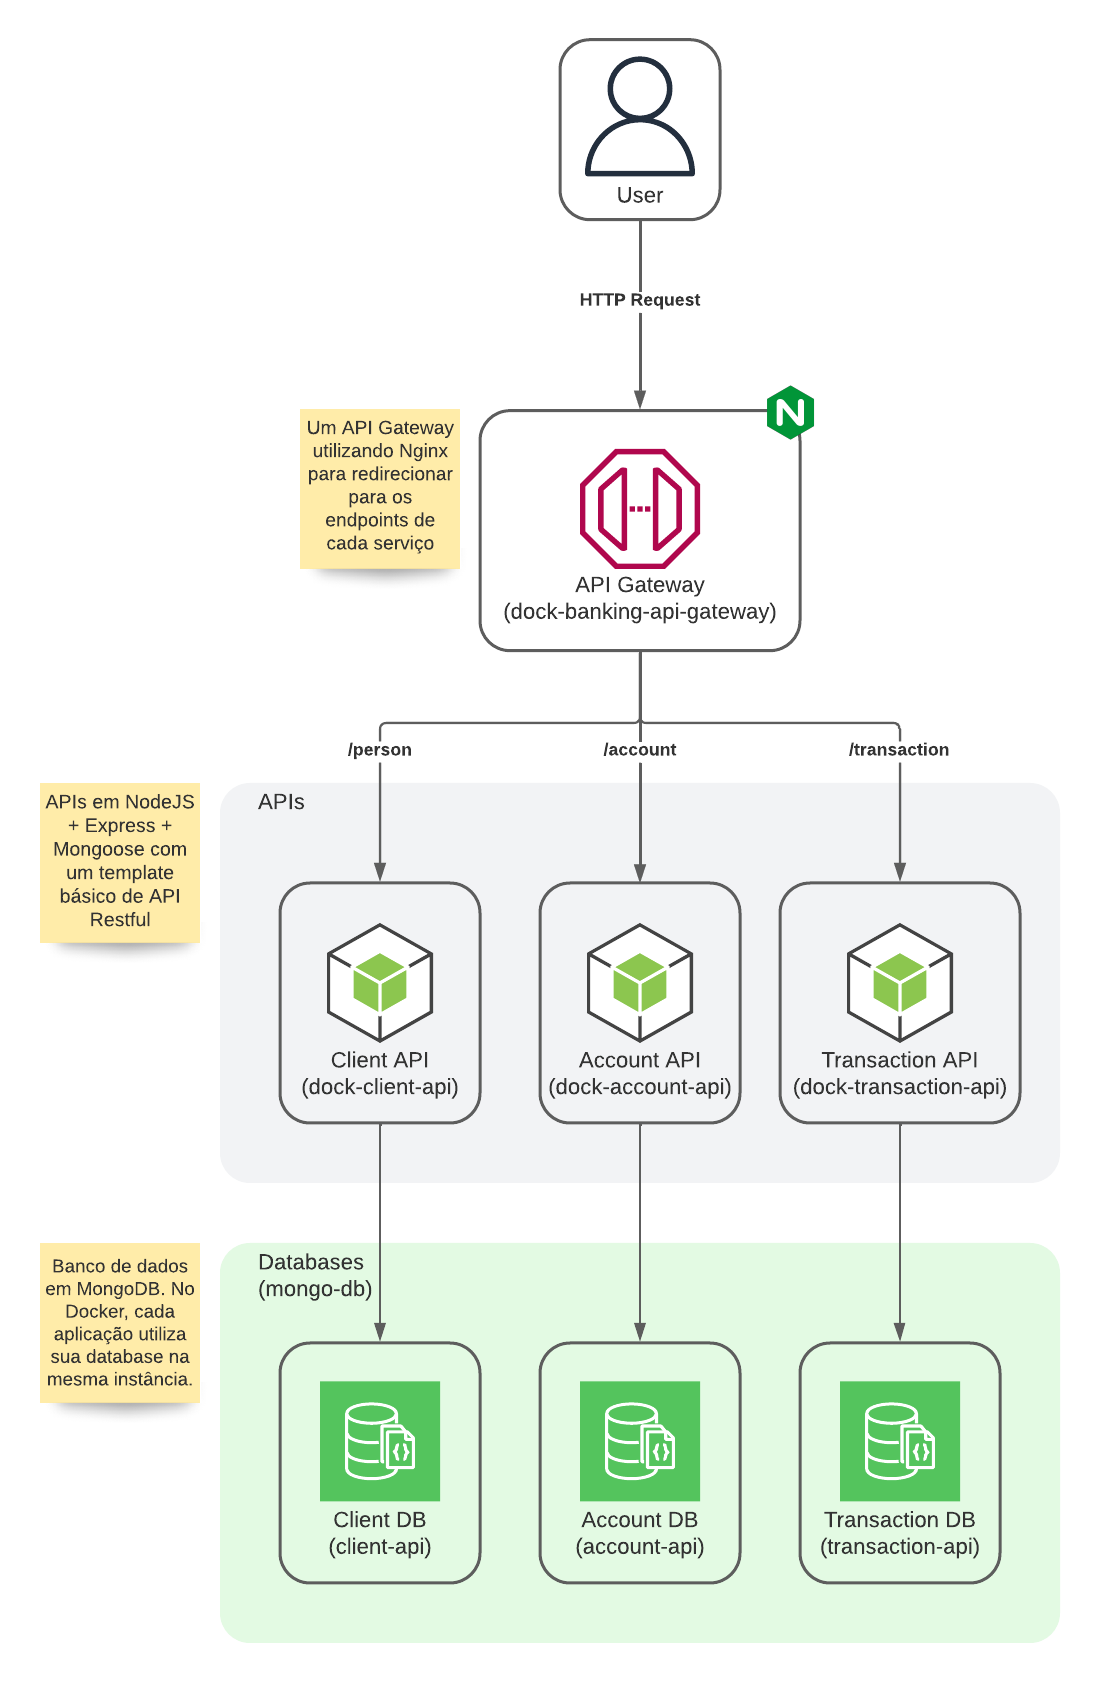 User
HTTP Request
Um API Gateway
utilizando Nginx
para redirecionar
para os
endpoints de
cada serviço
N
API Gateway
(dock-banking-api-gateway)
/person
/account
/transaction
APIs em NodeJS
+ Express +
Mongoose com
um template
básico de API
Restful
APIs
Client API
(dock-client-api)
Account API
(dock-account-api)
Transaction API
(dock-transaction-api)
Banco de dados
em MongoDB. No
Docker, cada
aplicação utiliza
sua database na
mesma instância.
Databases
(mongo-db)
Client DB
(client-api)
Account DB
(account-api)
Transaction DB
(transaction-api)